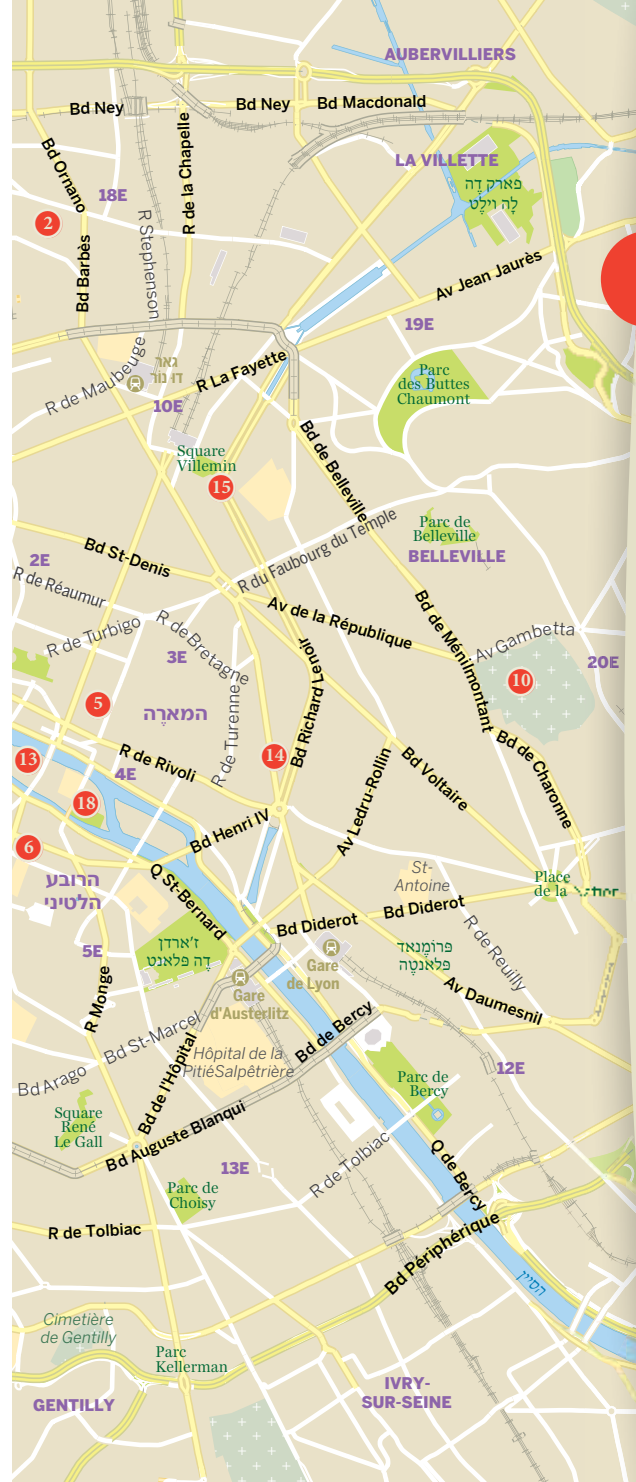 AUBERVILLIERS
Bd Ney
Bd Ney
Bd Macdonald
Bd Ornano
R de la Chapelle
LA VILLETTE
פארק דֶה
לָה וִילֶט
18E
2
R Stephenson
Bd Barbès
Av Jean Jaurès
19E
גאר
דוּ נוֹר
R de Maubeuge
R La Fayette
Parc
des Buttes
Chaumont
10E
Square
Villemin
15
Bd de Belleville
Parc de
Belleville
BELLEVILLE
Bd St-Denis
R du Faubourg du Temple
2E
R de Réaumur
Av de la République
Bd de Ménilmontant
R de Turbigo
R de Bretagne
Av Gambetta
3E
20E
10
5
המארֶה
R de Turenne
Bd Richard Lenoir
14
13
R de Rivoli
4E
Bd Voltaire
Bd de Charonne
Av Ledru-Rollin
18
Bd Henri IV
6
הרובע
הלטיני
Q St-Bernard
St-
Antoine
Place
de la
Bd Diderot
Bd Diderot
R de Reuilly
5E
ז'ארדן
דֶה פלאנט
Gare
de Lyon
פּרוֹמֶנאד
פּלאנטֶה
R Monge
Gare
d'Austerlitz
Av Daumesnil
Bd St-Marcel
Bd de l'Hôpital
Hôpital de la
PitiéSalpêtrière
Bd de Bercy
12E
Bd Arago
Parc de
Bercy
Square
René
Le Gall
Bd Auguste Blanqui
13E
R de Tolbiac
Q de Bercy
Parc de
Choisy
R de Tolbiac
Bd Périphérique
הסיין
Cimetière
de Gentilly
Parc
Kellerman
GENTILLY
IVRY-
SUR-SEINE